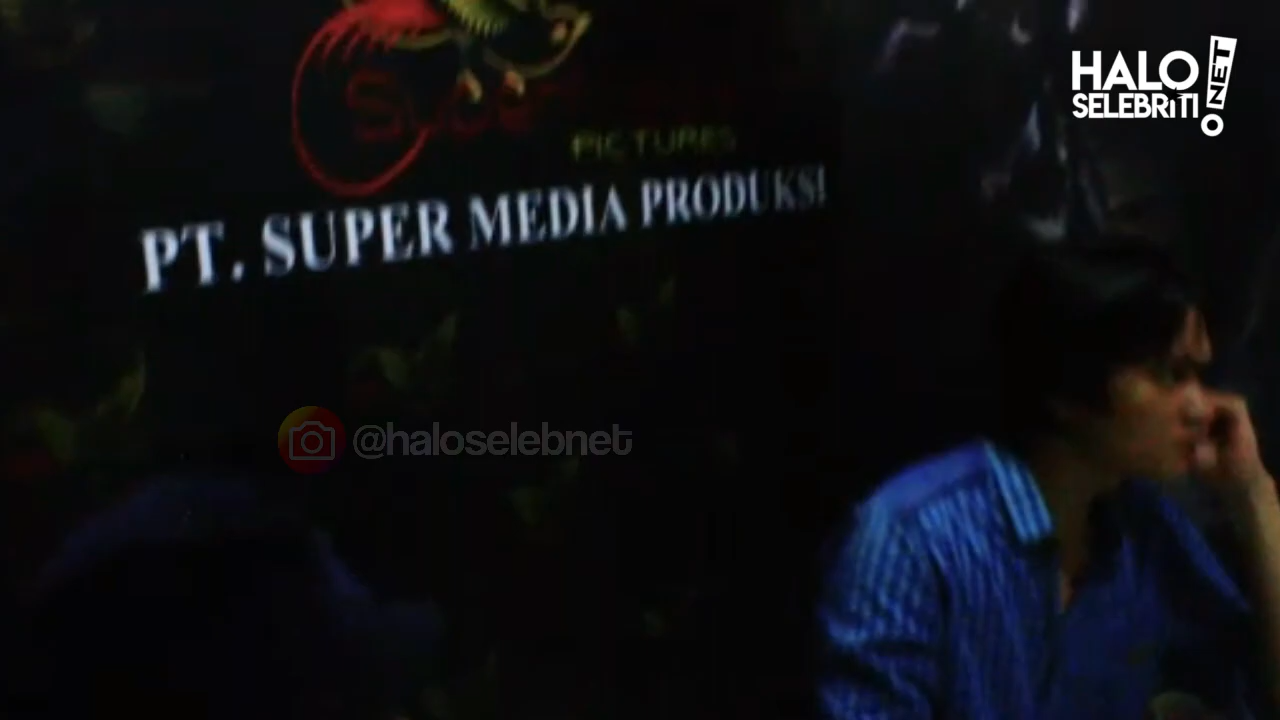 HALO
SELEBRITI
!NET
PICTURES
PT. SUPER MEDIA PRODUKSI
@haloselebnet